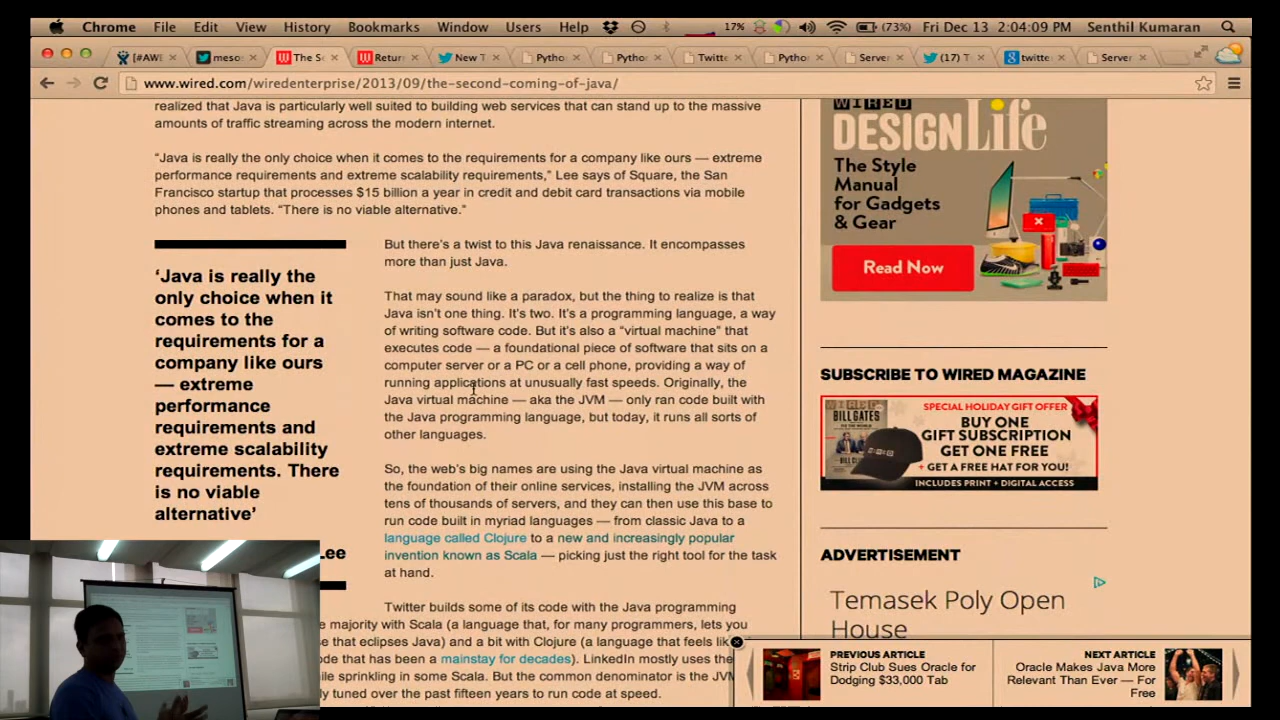 Chrome File Edit View History Bookmarks Window Users Help 17% (73%) Fri Dec 13 2:04:09 PM Senthil Kumaran
[#AWE
meso
The S
Retur
New T
Pytho
Pytho
Twitte
Pytho
Server
(17) T
twitte
Server
www.wired.com/wiredenterprise/2013/09/the-second-coming-of-java/
realized that Java is particularly well suited to building web services that can stand up to the massive
amounts of traffic streaming across the modern internet.
“Java is really the only choice when it comes to the requirements for a company like ours — extreme
performance requirements and extreme scalability requirements,” Lee says of Square, the San
Francisco startup that processes $15 billion a year in credit and debit card transactions via mobile
phones and tablets. “There is no viable alternative.”
‘Java is really the
only choice when it
comes to the
requirements for a
company like ours
— extreme
performance
requirements and
extreme scalability
requirements. There
is no viable
alternative’
Lee
But there’s a twist to this Java renaissance. It encompasses
more than just Java.
That may sound like a paradox, but the thing to realize is that
Java isn’t one thing. It’s two. It’s a programming language, a way
of writing software code. But it’s also a “virtual machine” that
executes code — a foundational piece of software that sits on a
computer server or a PC or a cell phone, providing a way of
running applications at unusually fast speeds. Originally, the
Java virtual machine — aka the JVM — only ran code built with
the Java programming language, but today, it runs all sorts of
other languages.
So, the web’s big names are using the Java virtual machine as
the foundation of their online services, installing the JVM across
tens of thousands of servers, and they can then use this base to
run code built in myriad languages — from classic Java to a
language called Clojure to a new and increasingly popular
invention known as Scala — picking just the right tool for the task
at hand.
Twitter builds some of its code with the Java programming
majority with Scala (a language that, for many programmers, lets you
that eclipses Java) and a bit with Clojure (a language that feels
that has been a mainstay for decades). LinkedIn mostly uses the
sprinkling in some Scala. But the common denominator is the
tuned over the past fifteen years to run code at speed.
WIRED
DESIGN Life
The Style
Manual
for Gadgets
& Gear
Read Now
SUBSCRIBE TO WIRED MAGAZINE
WIRED
BILL GATES
SPECIAL HOLIDAY GIFT OFFER
BUY ONE
GIFT SUBSCRIPTION
GET ONE FREE
+ GET A FREE HAT FOR YOU!
INCLUDES PRINT + DIGITAL ACCESS
ADVERTISEMENT
Temasek Poly Open
House
PREVIOUS ARTICLE
Strip Club Sues Oracle for
Dodging $33,000 Tab
NEXT ARTICLE
Oracle Makes Java More
Relevant Than Ever — For
Free